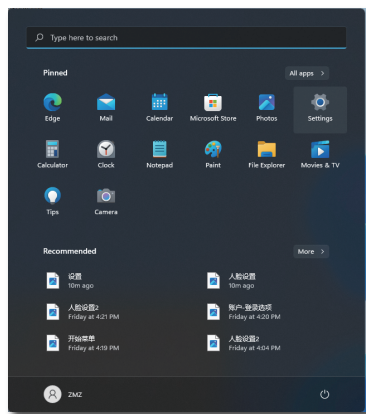 Type here to search
Pinned
All apps >
Edge
Mail
Calendar
Microsoft Store
Photos
Settings
Calculator
Clock
Notepad
Paint
File Explorer
Movies & TV
Tips
Camera
Recommended
More >
设置
10m ago
人脸设置
10m ago
人脸设置2
Friday at 4:21 PM
账户-登录选项
Friday at 4:20 PM
开始菜单
Friday at 4:19 PM
人脸设置2
Friday at 4:04 PM
ZMZ